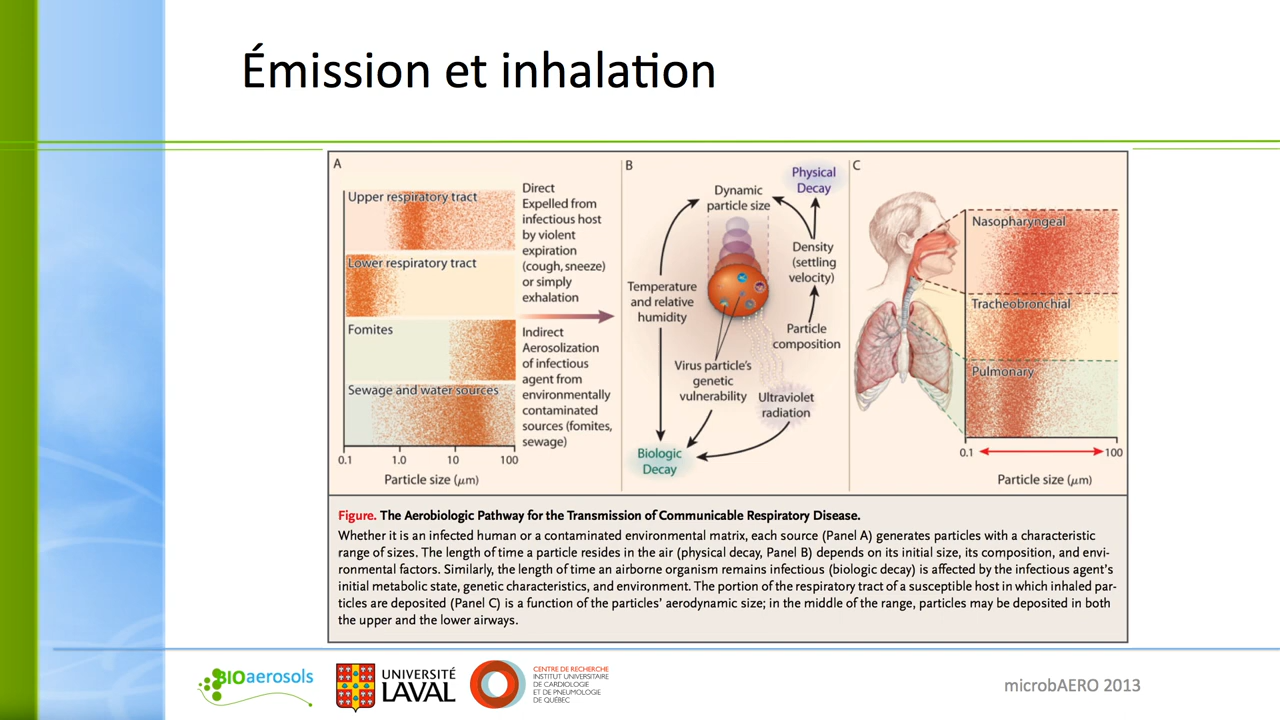 Émission et inhalation
A
Upper respiratory tract
Lower respiratory tract
Fomites
Sewage and water sources
0.1 1.0 10 100
Particle size (μm)
Direct
Expelled from
infectious host
by violent
expiration
(cough, sneeze)
or simply
exhalation
Indirect
Aerosolization
of infectious
agent from
environmentally
contaminated
sources (fomites,
sewage)
B
Dynamic
particle size
Physical
Decay
Density
(settling
velocity)
Temperature
and relative
humidity
Particle
composition
Virus particle's
genetic
vulnerability
Ultraviolet
radiation
Biologic
Decay
C
Nasopharyngeal
Tracheobronchial
Pulmonary
0.1 100
Particle size (μm)
Figure. The Aerobiologic Pathway for the Transmission of Communicable Respiratory Disease.
Whether it is an infected human or a contaminated environmental matrix, each source (Panel A) generates particles with a characteristic
range of sizes. The length of time a particle resides in the air (physical decay, Panel B) depends on its initial size, its composition, and envi-
ronmental factors. Similarly, the length of time an airborne organism remains infectious (biologic decay) is affected by the infectious agent's
initial metabolic state, genetic characteristics, and environment. The portion of the respiratory tract of a susceptible host in which inhaled par-
ticles are deposited (Panel C) is a function of the particles' aerodynamic size; in the middle of the range, particles may be deposited in both
the upper and the lower airways.
BIOaerosols
UNIVERSITÉ
LAVAL
CENTRE DE RECHERCHE
INSTITUT UNIVERSITAIRE
DE CARDIOLOGIE
ET DE PNEUMOLOGIE
DE QUÉBEC
microbAERO 2013